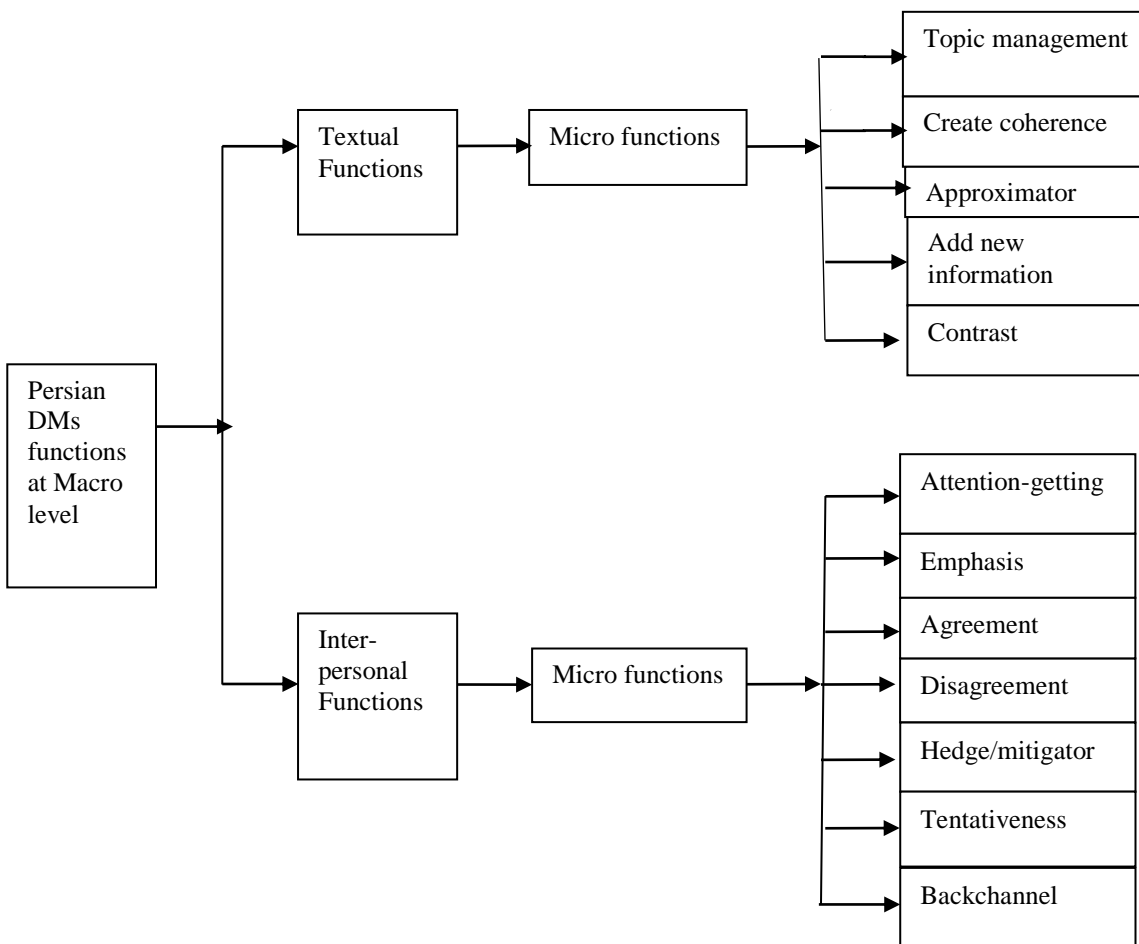 Persian
DMs
functions
at Macro
level
Textual
Functions
Micro functions
Topic management
Create coherence
Approximator
Add new
information
Contrast
Inter-
personal
Functions
Micro functions
Attention-getting
Emphasis
Agreement
Disagreement
Hedge/mitigator
Tentativeness
Backchannel